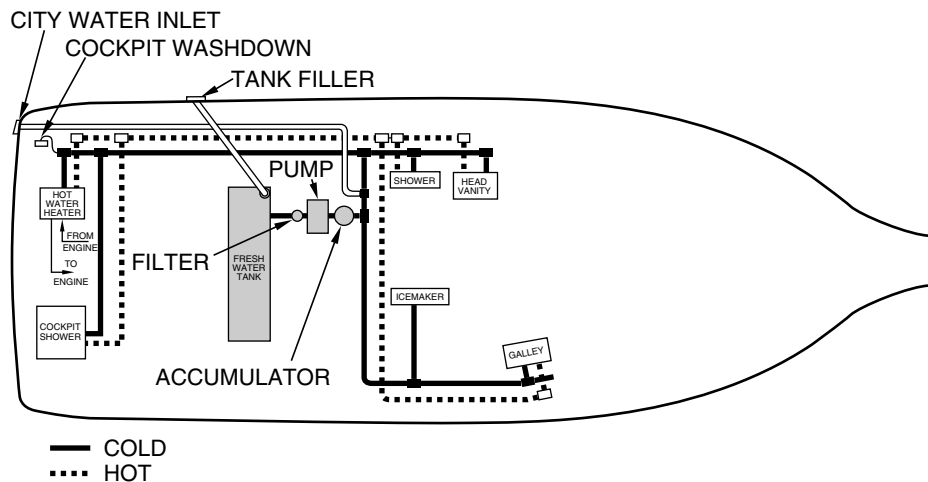 CITY WATER INLET
COCKPIT WASHDOWN
TANK FILLER
PUMP
SHOWER
HEAD
VANITY
HOT
WATER
HEATER
FROM
ENGINE
TO
ENGINE
FILTER
FRESH
WATER
TANK
ICEMAKER
COCKPIT
SHOWER
GALLEY
ACCUMULATOR
COLD
HOT